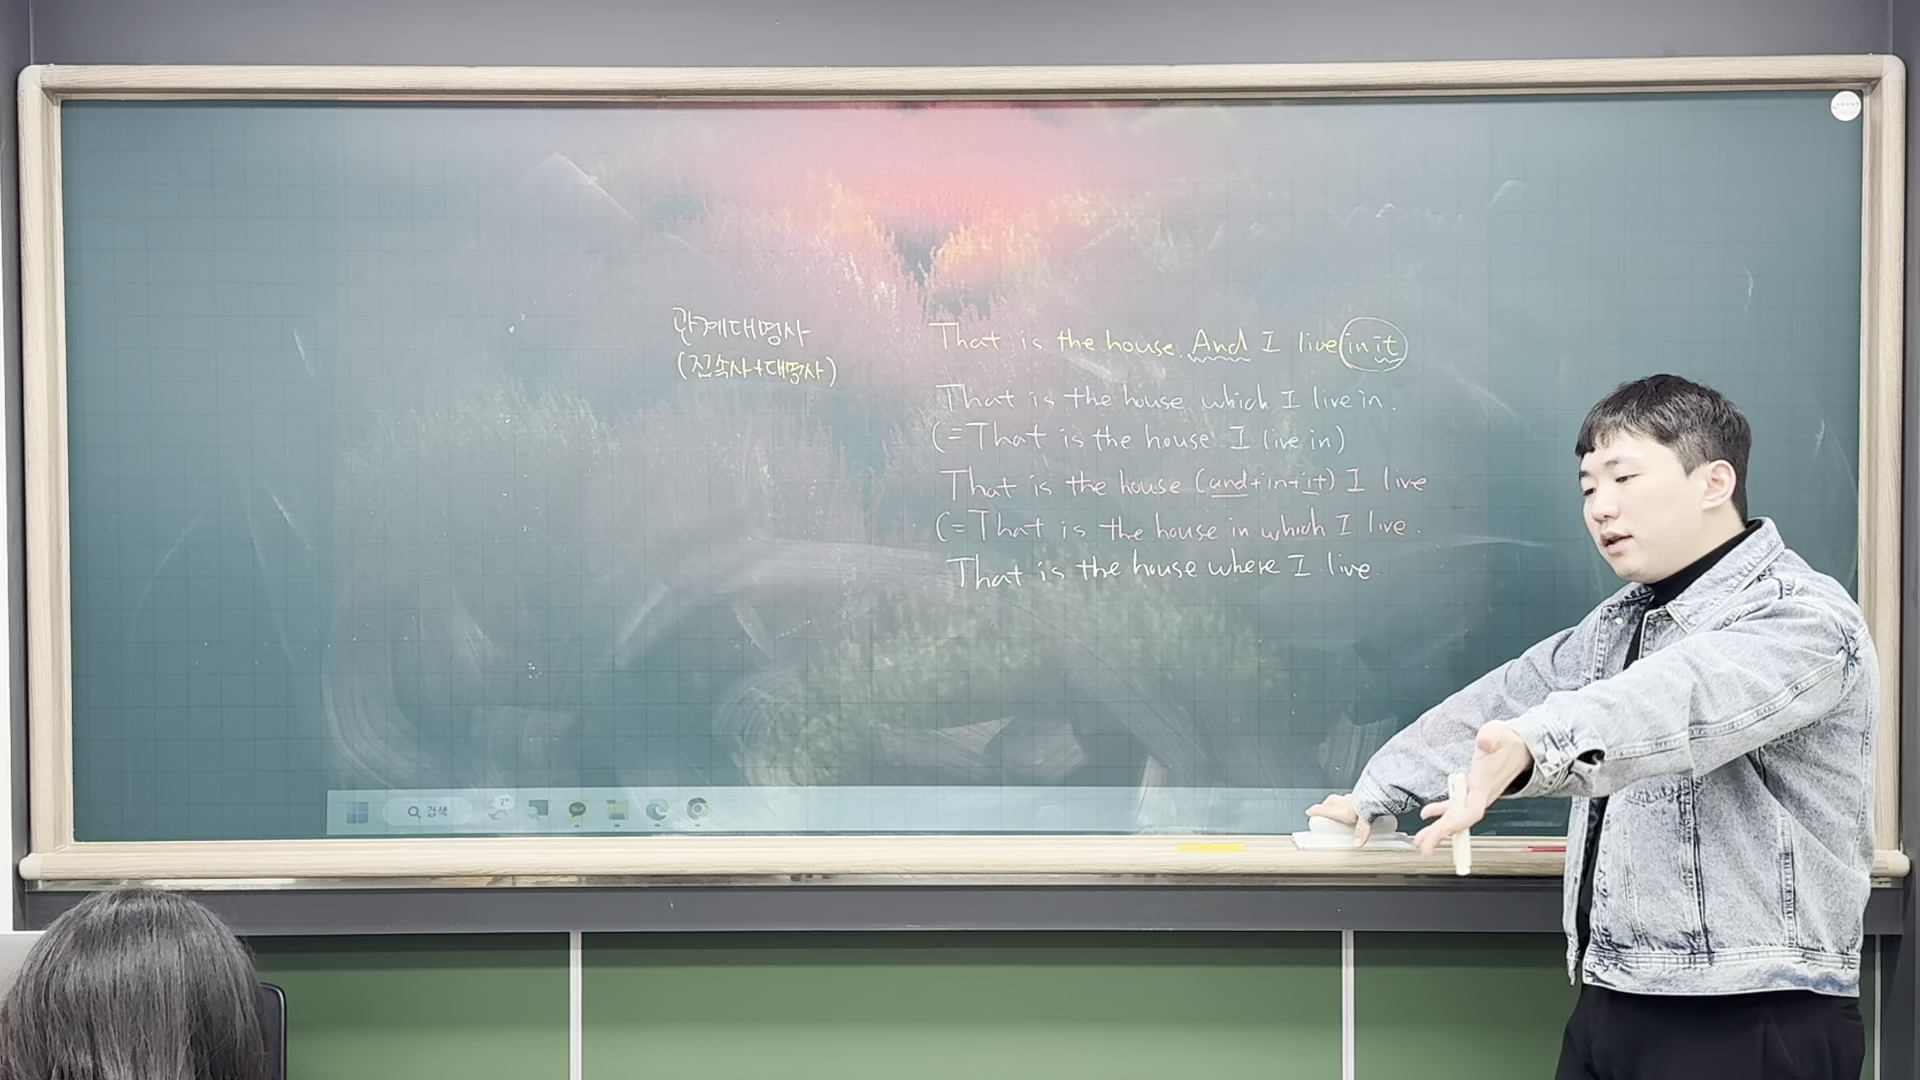 관계대명사
(접속사+대명사)
That is the house. And I live in it
That is the house which I live in.
(= That is the house I live in)
That is the house (and+in+it) I live
(= That is the house in which I live.
That is the house where I live.
검색